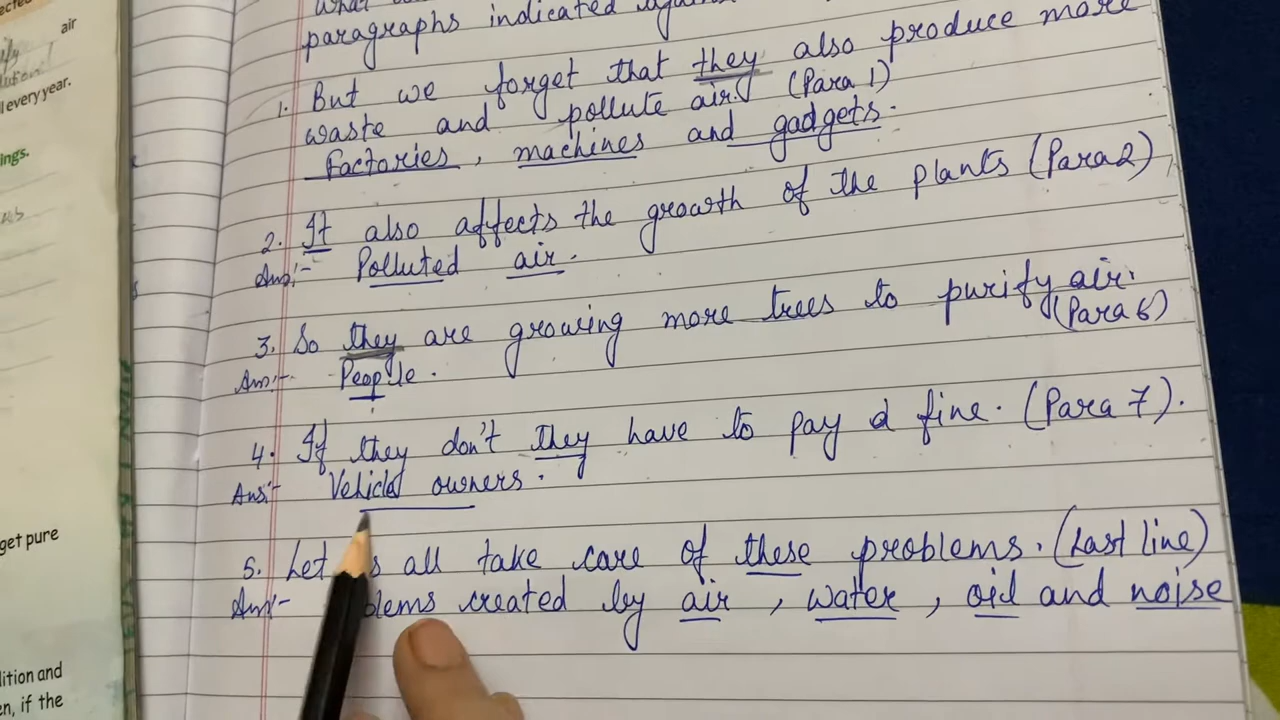 air
l every year.
ings.
get pure
lition and
en, if the
What
paragraphs indicated
1. But we forget that they also produce more
waste and pollute air. (Para 1)
Factories, machines and gadgets.
2. It also affects the growth of the plants (Para 2)
Ans:- Polluted air.
3. So they are growing more trees to purify air.
(Para 6)
Ans:- People.
4. If they don't they have to pay a fine. (Para 7).
Ans:- Vehicle owners.
5. Let s all take care of these problems. (Last line)
Ans:- blems created by air, water, oil and noise